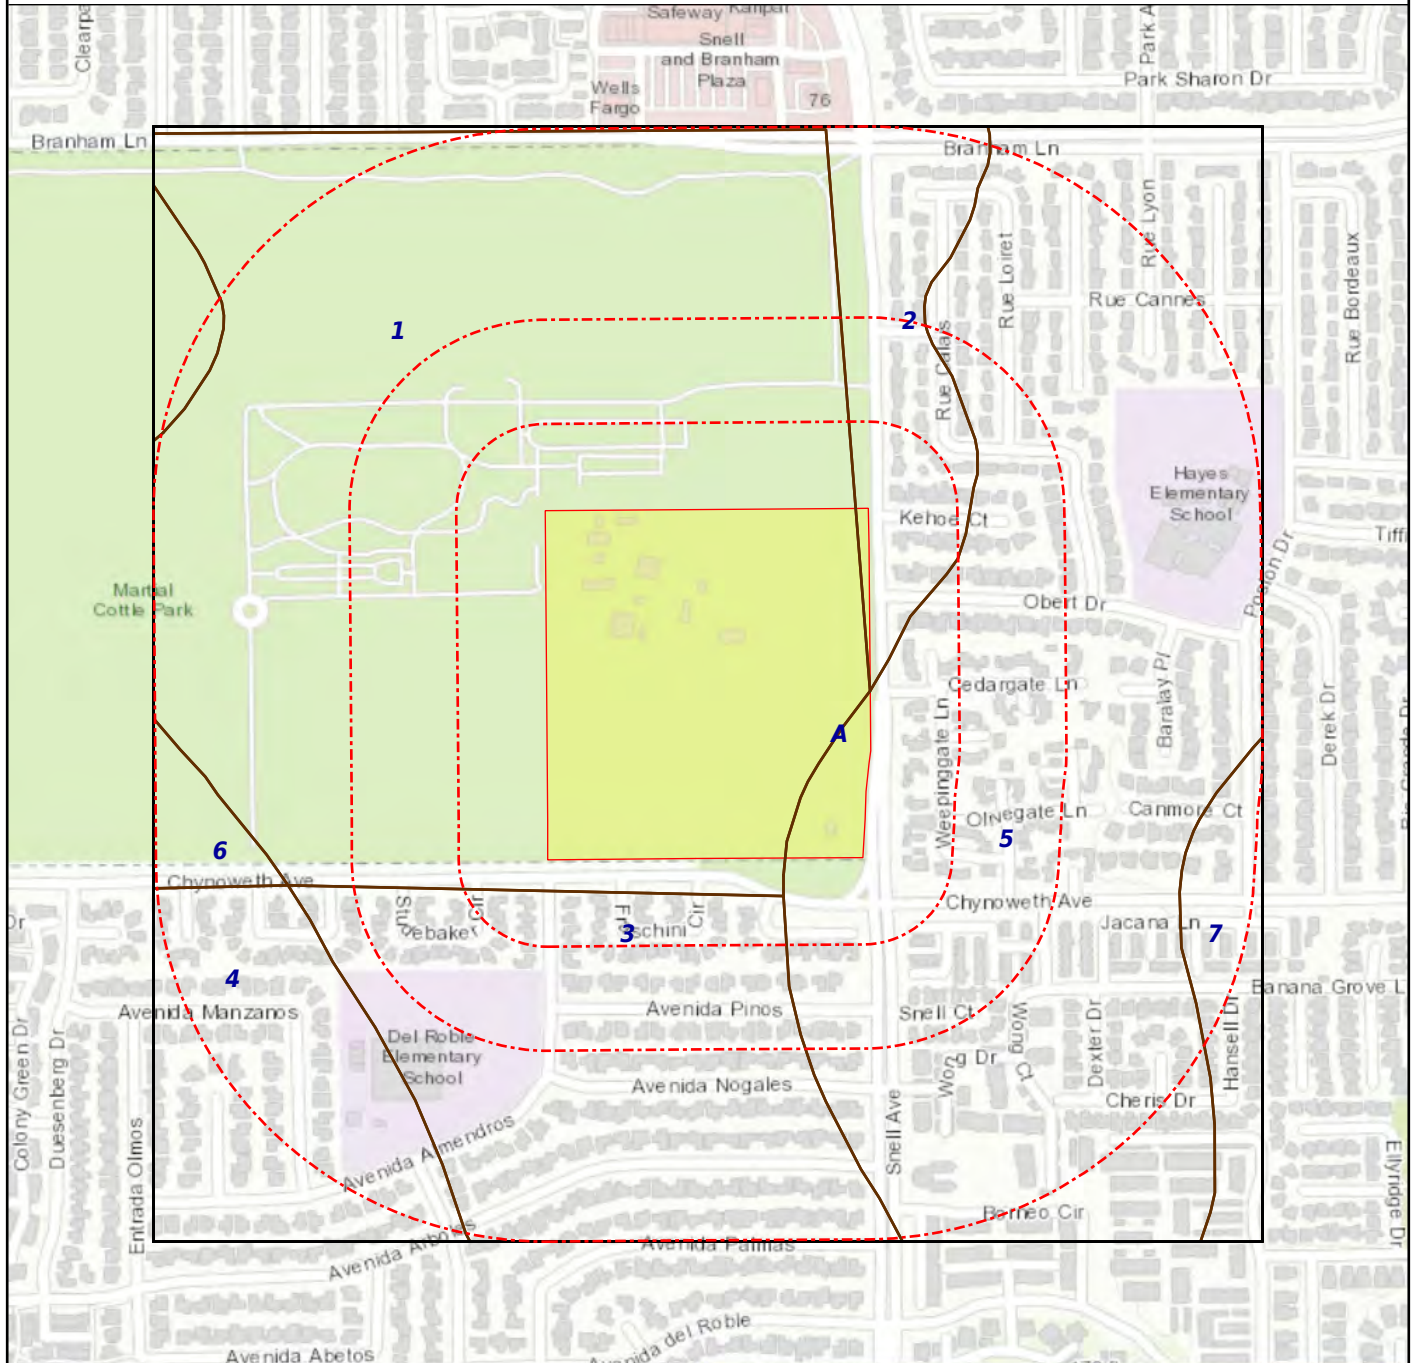 Safeway
Snell
and Branham
Plaza
Wells
Fargo
76
Park Sharon Dr
Branham Ln
Branham Ln
Rue Lyon
Rue Loiret
Rue Bordeaux
Rue Cannes
1
2
Rue Calais
Hayes
Elementary
School
Kehoe Ct
Martial
Cottle Park
Obert Dr
Cedargate Ln
Weepinggate Ln
Derek Dr
A
Canmore Ct
5
6
Chynoweth Ave
Chynoweth Ave
Jacana Ln
3
7
4
Avenida Manzanos
Avenida Pinos
Snell Ct
Banana Grove L
Del Roble
Elementary
School
Colony Green Dr
Duesenberg Dr
Wong Ct
Wong Dr
Dexter Dr
Hansell Dr
Avenida Nogales
Cheris Dr
Avenida Almendros
Snell Ave
Entrada Olmos
Ellyridge Dr
Borneo Cir
Avenida Palmas
Avenida Arboles
Avenida del Roble
Avenida Abetos